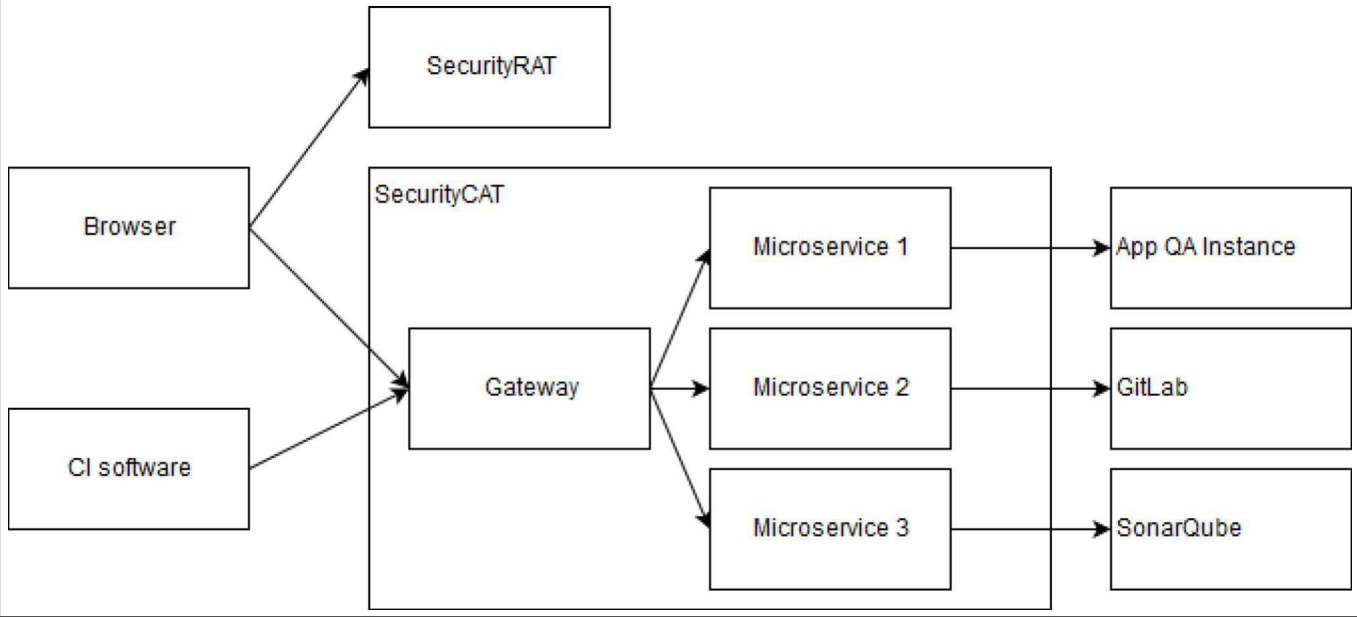 SecurityRAT
Browser
SecurityCAT
Microservice 1
App QA Instance
Gateway
Microservice 2
GitLab
CI software
Microservice 3
SonarQube